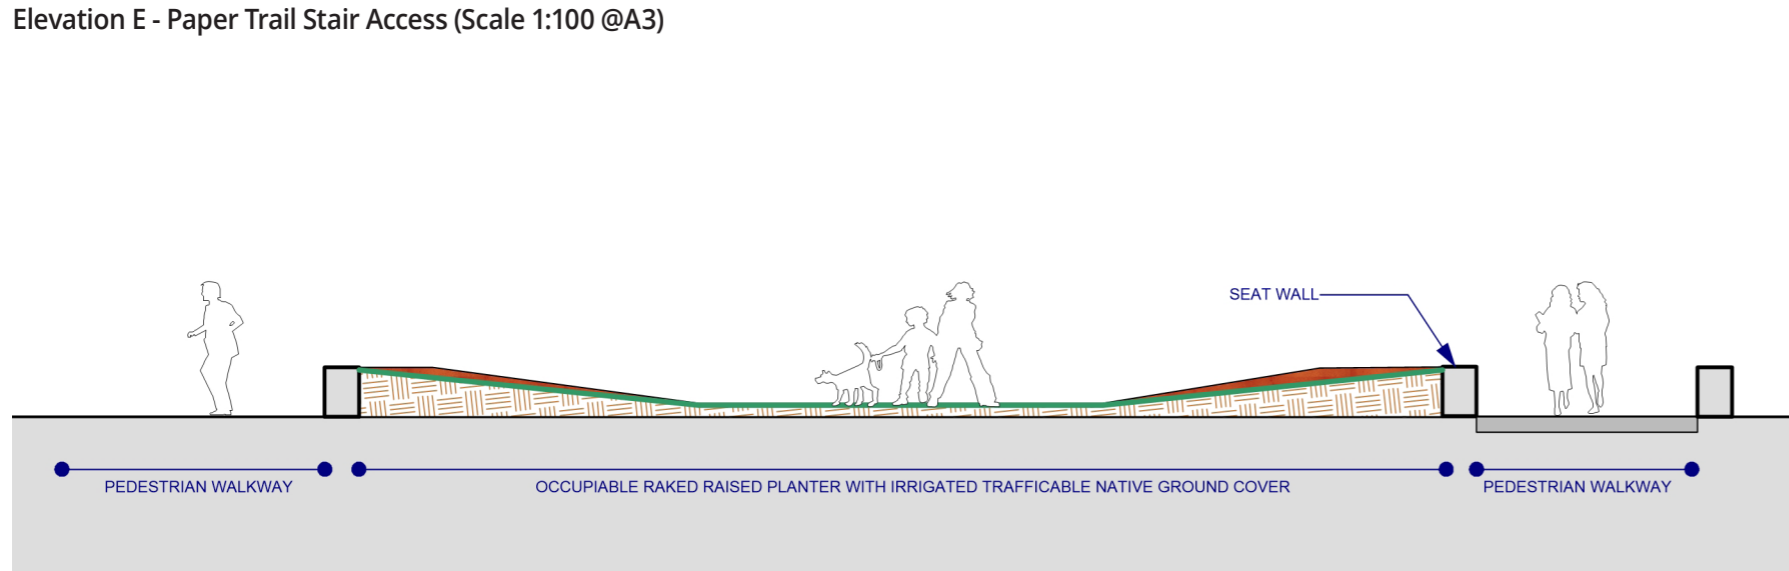 Elevation E - Paper Trail Stair Access (Scale 1:100 @A3)
SEAT WALL
PEDESTRIAN WALKWAY
OCCUPIABLE RAKED RAISED PLANTER WITH IRRIGATED TRAFFICABLE NATIVE GROUND COVER
PEDESTRIAN WALKWAY